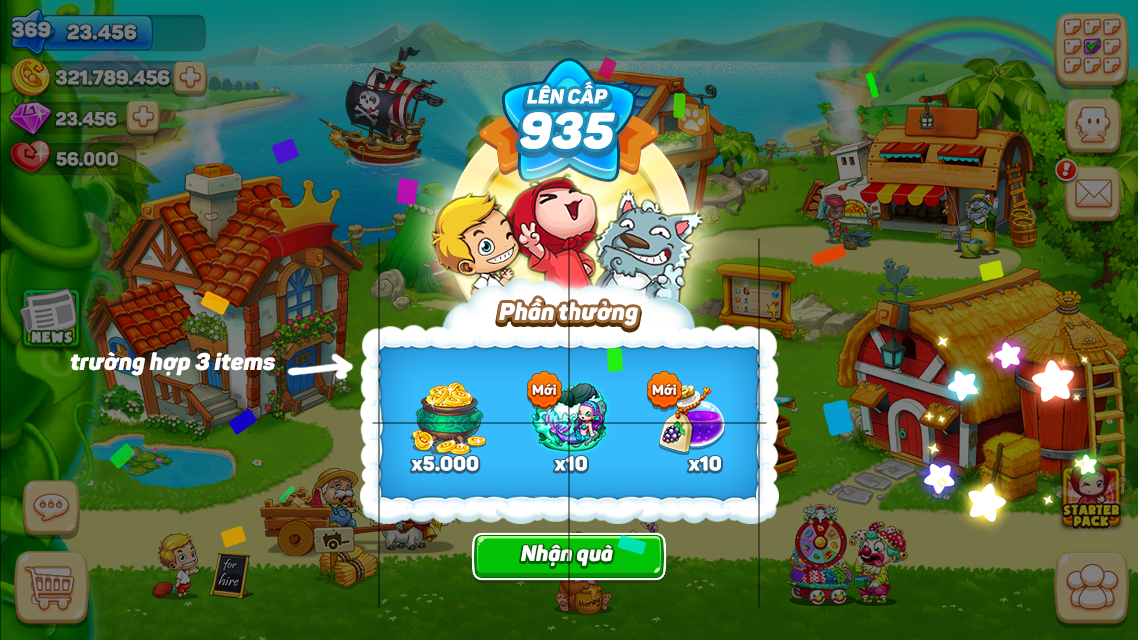 369 23.456
LÊN CẤP
935
321.789.456
23.456
56.000
NEWS
Phần thưởng
trường hợp 3 items
Mới
Mới
x5.000
x10
x10
STARTER
PACK
Nhận quà
for
hire
Honey